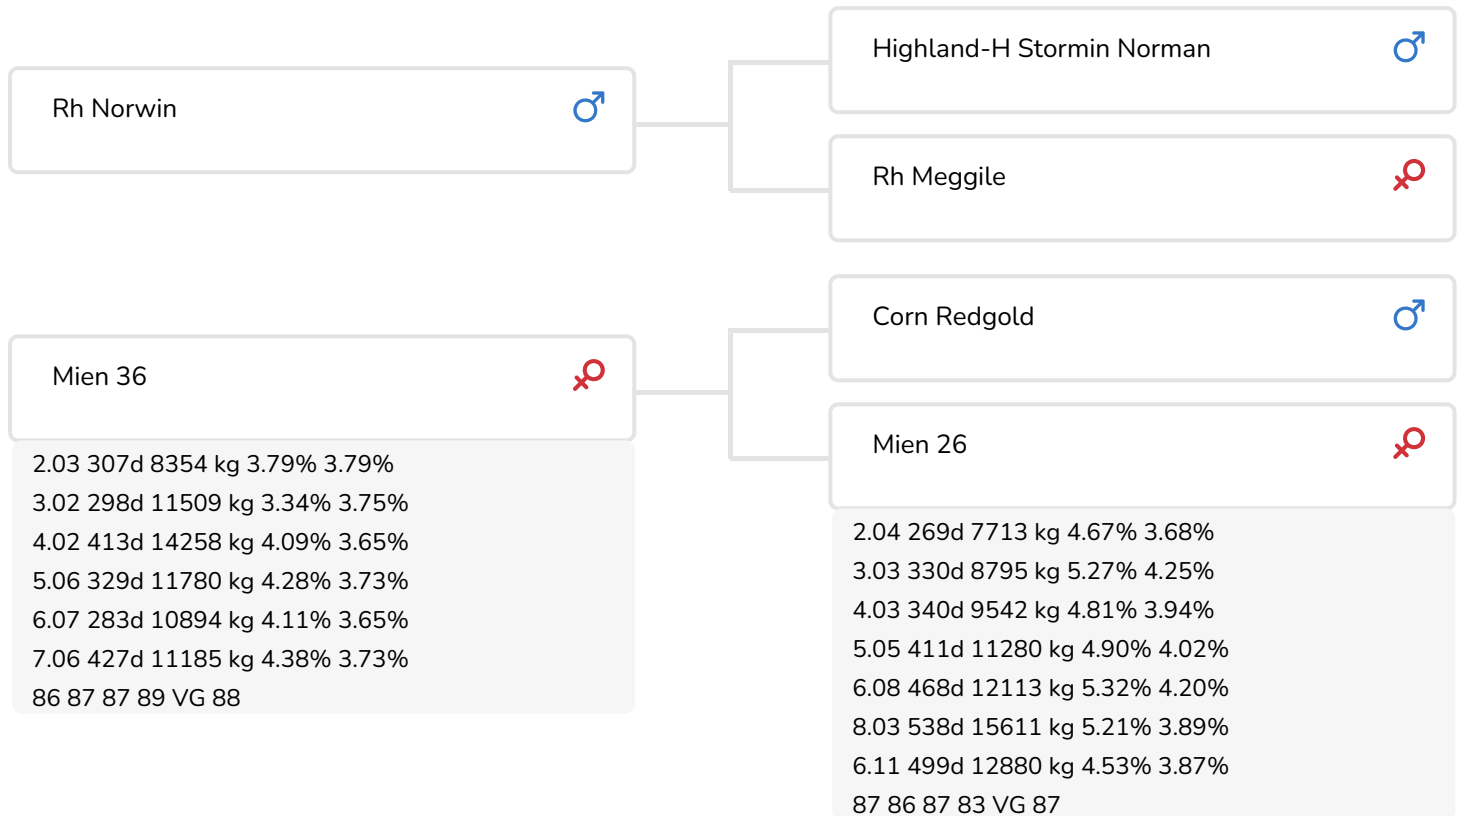 Rh Norwin
Highland-H Stormin Norman
Rh Meggile
Mien 36
2.03 307d 8354 kg 3.79% 3.79%
3.02 298d 11509 kg 3.34% 3.75%
4.02 413d 14258 kg 4.09% 3.65%
5.06 329d 11780 kg 4.28% 3.73%
6.07 283d 10894 kg 4.11% 3.65%
7.06 427d 11185 kg 4.38% 3.73%
86 87 87 89 VG 88
Corn Redgold
Mien 26
2.04 269d 7713 kg 4.67% 3.68%
3.03 330d 8795 kg 5.27% 4.25%
4.03 340d 9542 kg 4.81% 3.94%
5.05 411d 11280 kg 4.90% 4.02%
6.08 468d 12113 kg 5.32% 4.20%
8.03 538d 15611 kg 5.21% 3.89%
6.11 499d 12880 kg 4.53% 3.87%
87 86 87 83 VG 87